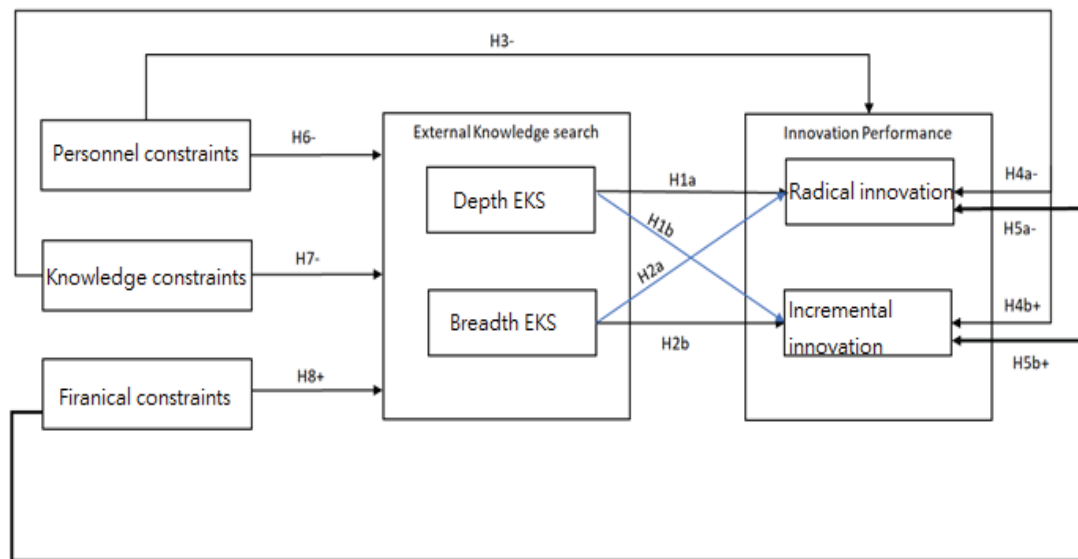 H3-
Personnel constraints
H6-
External Knowledge search
Innovation Performance
Depth EKS
H1a
Radical innovation
H4a-
H1b
H5a-
Knowledge constraints
H7-
H2a
Breadth EKS
H2b
Incremental
innovation
H4b+
H5b+
Firanical constraints
H8+